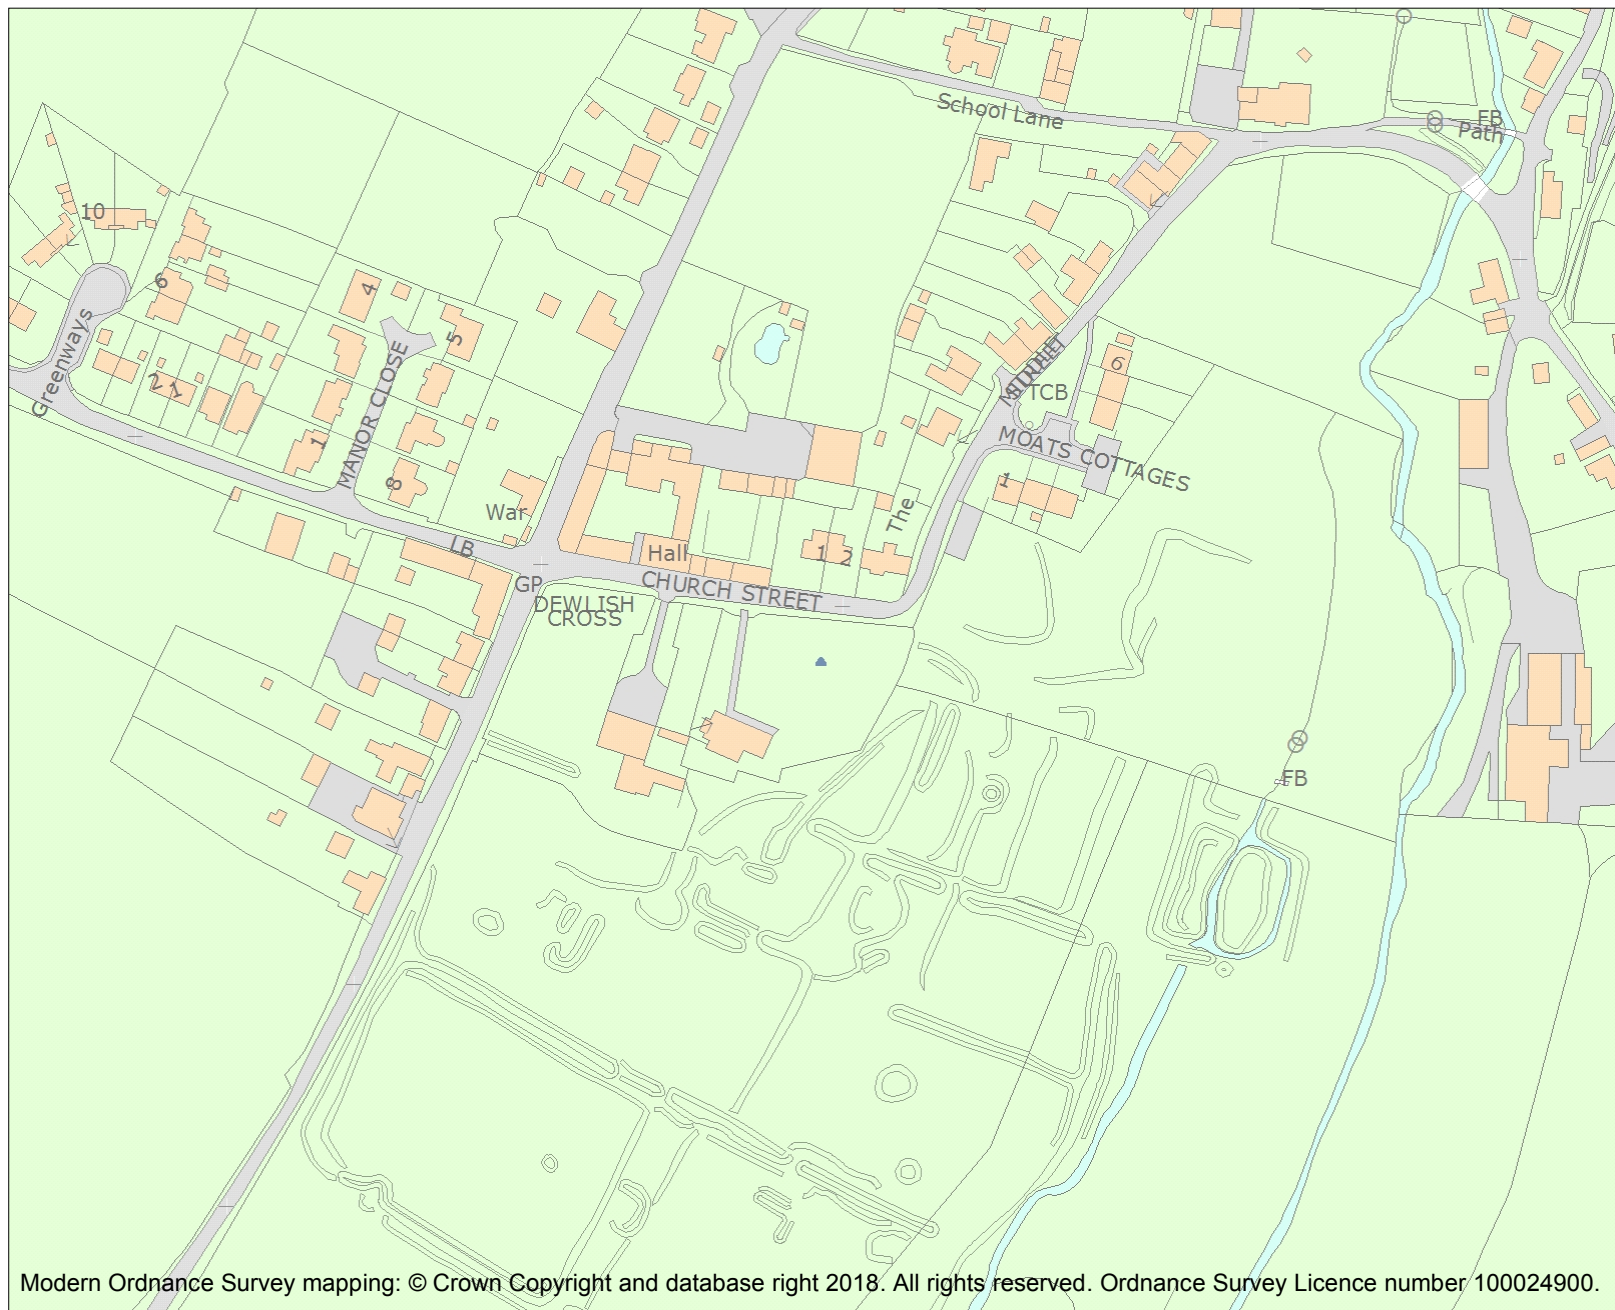 School Lane
FB
Path
10
6
4
5
Greenways
2
1
MANOR CLOSE
1
8
6
TCB
MIDDLE
STREET
MOATS COTTAGES
1
The
War
LB
Hall
1
2
GP
CHURCH STREET
DEWLISH
CROSS
FB
Modern Ordnance Survey mapping: © Crown Copyright and database right 2018. All rights reserved. Ordnance Survey Licence number 100024900.